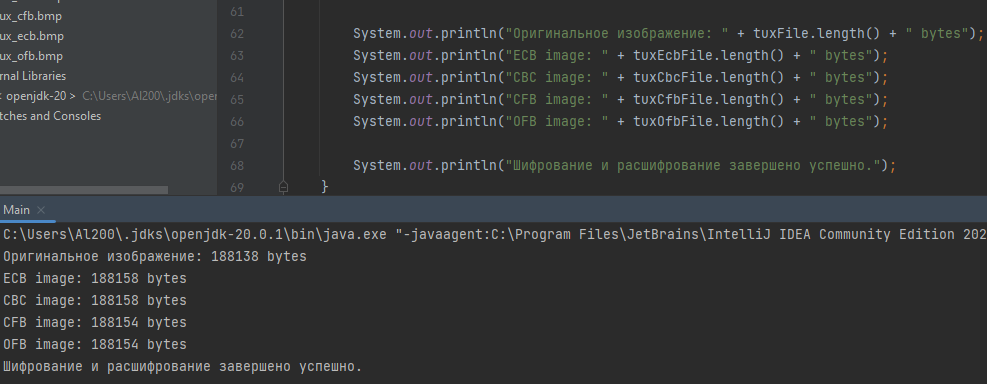 ux_cfb.bmp
ux_ecb.bmp
ux_ofb.bmp
rnal Libraries
< openjdk-20 > C:\Users\Al200\.jdks\open
tches and Consoles
61
62 System.out.println("Оригинальное изображение: " + tuxFile.length() + " bytes");
63 System.out.println("ECB image: " + tuxEcbFile.length() + " bytes");
64 System.out.println("CBC image: " + tuxCbcFile.length() + " bytes");
65 System.out.println("CFB image: " + tuxCfbFile.length() + " bytes");
66 System.out.println("OFB image: " + tuxOfbFile.length() + " bytes");
67
68 System.out.println("Шифрование и расшифрование завершено успешно.");
69 }
Main ×
C:\Users\Al200\.jdks\openjdk-20.0.1\bin\java.exe "-javaagent:C:\Program Files\JetBrains\IntelliJ IDEA Community Edition 202
Оригинальное изображение: 188138 bytes
ECB image: 188158 bytes
CBC image: 188158 bytes
CFB image: 188154 bytes
OFB image: 188154 bytes
Шифрование и расшифрование завершено успешно.